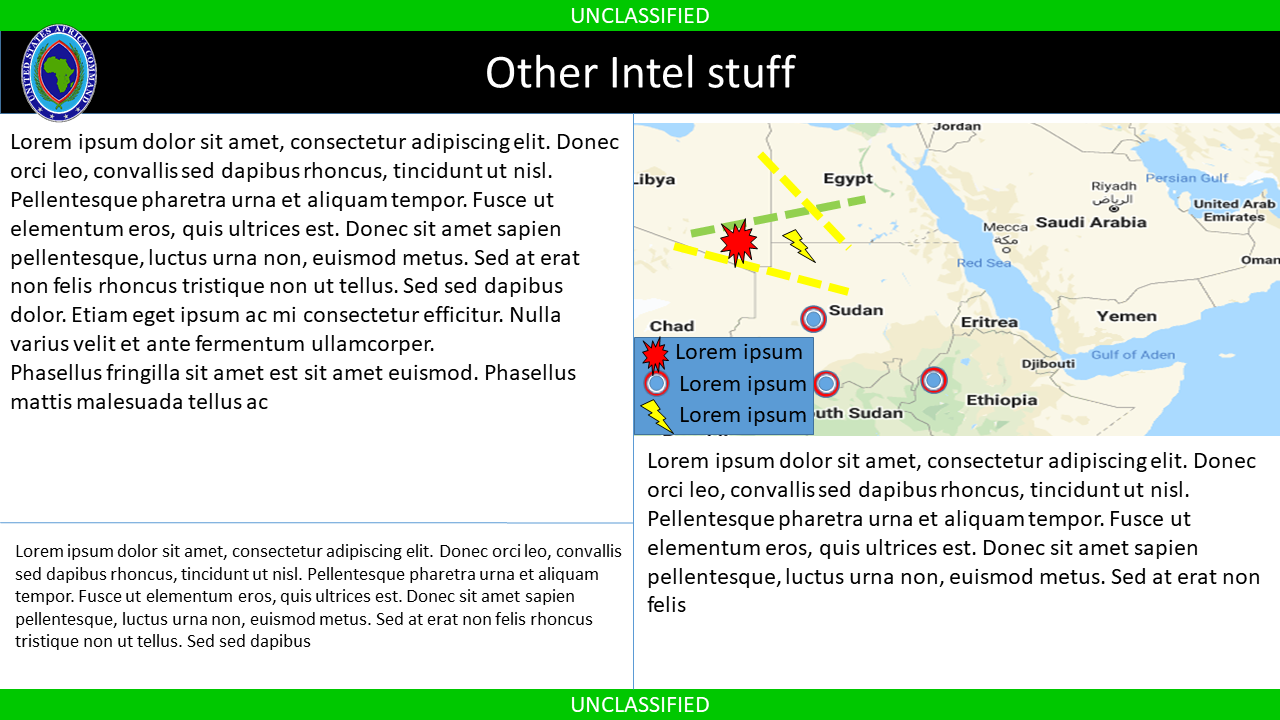 UNCLASSIFIED
UNITED STATES AFRICA COMMAND
Other Intel stuff
Lorem ipsum dolor sit amet, consectetur adipiscing elit. Donec
orci leo, convallis sed dapibus rhoncus, tincidunt ut nisl.
Pellentesque pharetra urna et aliquam tempor. Fusce ut
elementum eros, quis ultrices est. Donec sit amet sapien
pellentesque, luctus urna non, euismod metus. Sed at erat
non felis rhoncus tristique non ut tellus. Sed sed dapibus
dolor. Etiam eget ipsum ac mi consectetur efficitur. Nulla
varius velit et ante fermentum ullamcorper.
Phasellus fringilla sit amet est sit amet euismod. Phasellus
mattis malesuada tellus ac
Lorem ipsum dolor sit amet, consectetur adipiscing elit. Donec orci leo, convallis
sed dapibus rhoncus, tincidunt ut nisl. Pellentesque pharetra urna et aliquam
tempor. Fusce ut elementum eros, quis ultrices est. Donec sit amet sapien
pellentesque, luctus urna non, euismod metus. Sed at erat non felis rhoncus
tristique non ut tellus. Sed sed dapibus
Jordan
Libya
Egypt
Persian Gulf
Riyadh
الرياض
United Arab
Emirates
Saudi Arabia
Mecca
مكة
Red Sea
Oman
Sudan
Chad
Eritrea
Yemen
Gulf of Aden
Djibouti
Ethiopia
outh Sudan
Lorem ipsum
Lorem ipsum
Lorem ipsum
Lorem ipsum dolor sit amet, consectetur adipiscing elit. Donec
orci leo, convallis sed dapibus rhoncus, tincidunt ut nisl.
Pellentesque pharetra urna et aliquam tempor. Fusce ut
elementum eros, quis ultrices est. Donec sit amet sapien
pellentesque, luctus urna non, euismod metus. Sed at erat non
felis
UNCLASSIFIED